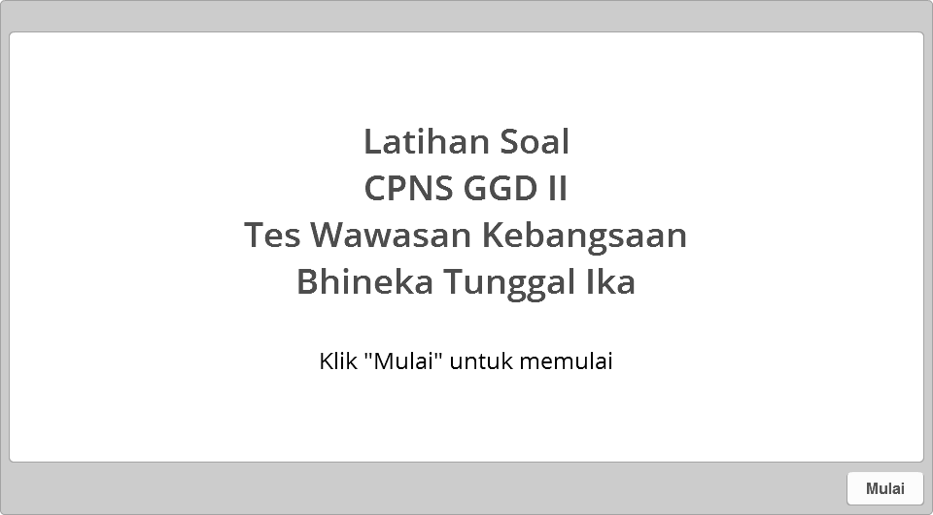 Latihan Soal
CPNS GGD II
Tes Wawasan Kebangsaan
Bhineka Tunggal Ika
Klik "Mulai" untuk memulai
Mulai